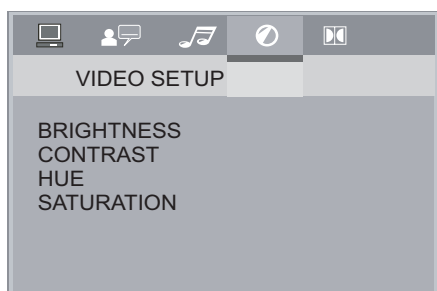 VIDEO SETUP
BRIGHTNESS
CONTRAST
HUE
SATURATION